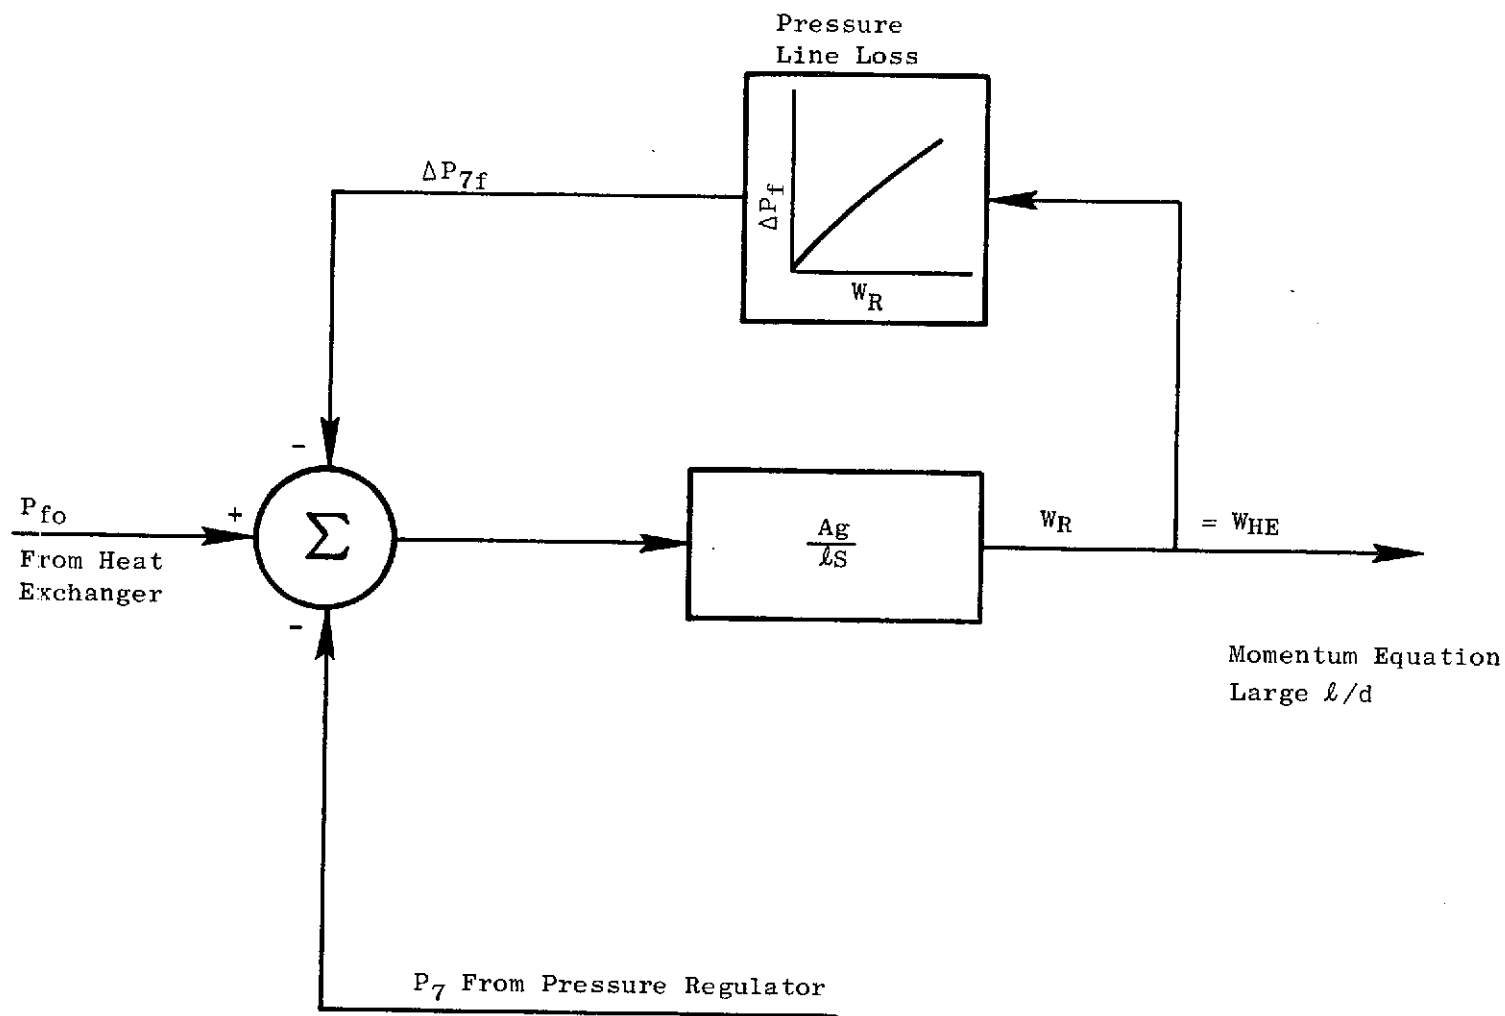 Pressure
Line Loss
ΔP7f
ΔPf
WR
-
Pfo
+
From Heat
Exchanger
Σ
Ag
ℓS
WR
= WHE
-
Momentum Equation
Large ℓ/d
P7 From Pressure Regulator